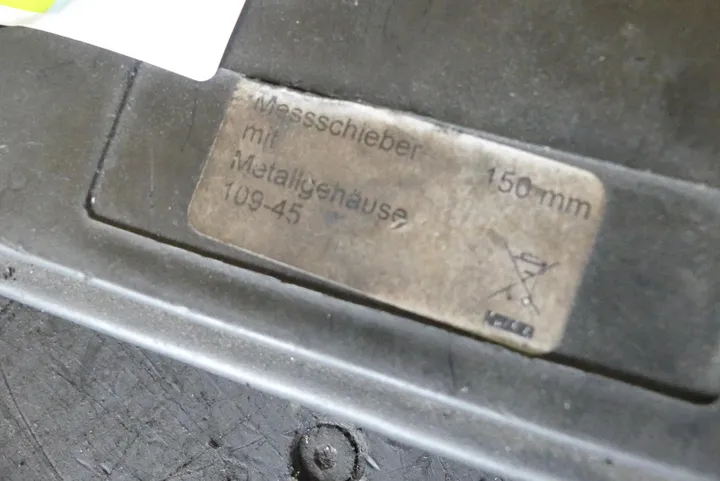 Messschieber
mit
Metallgehäuse, 150 mm
109-45